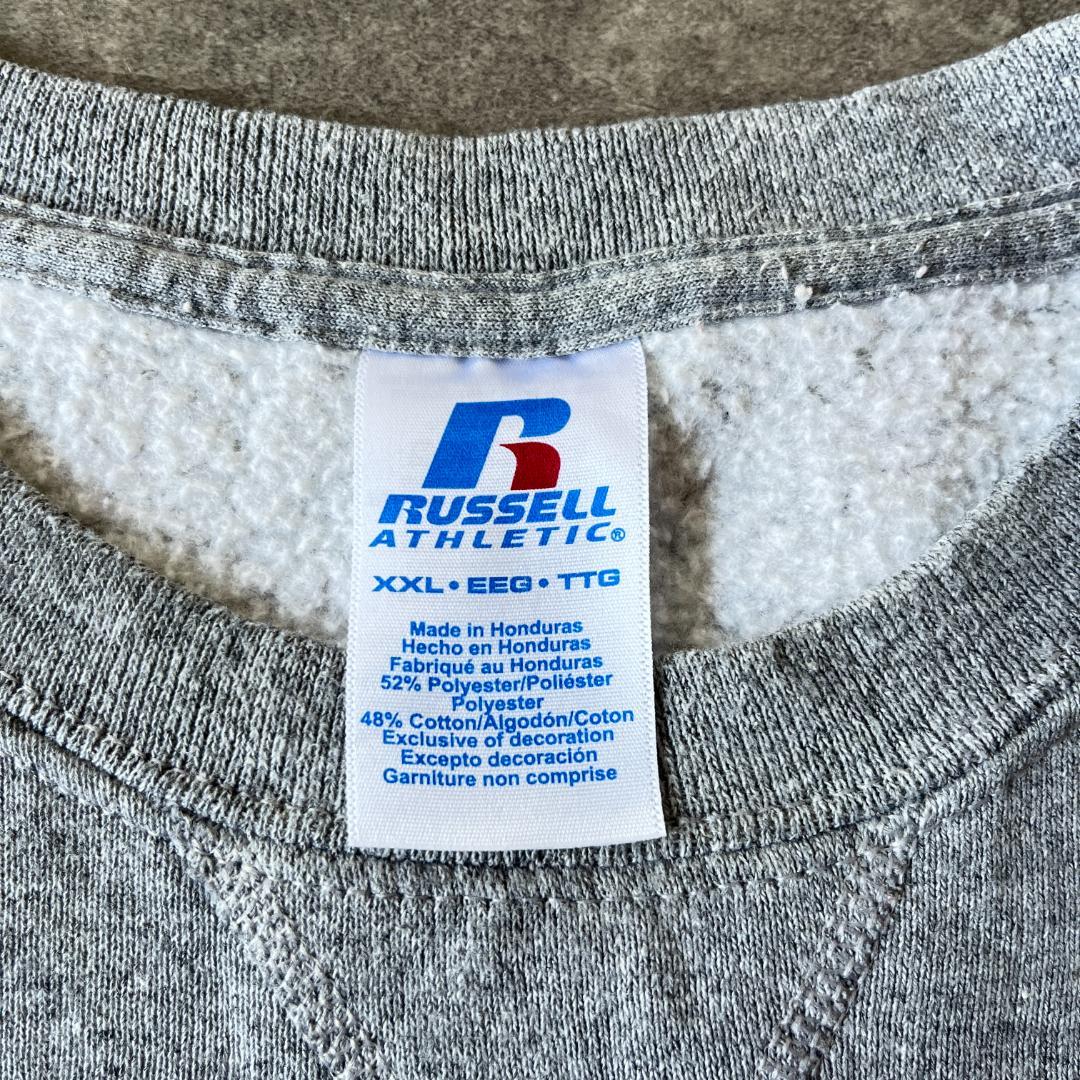 R
RUSSELL
ATHLETIC®
XXL • EEG • TTG
Made in Honduras
Hecho en Honduras
Fabriqué au Honduras
52% Polyester/Poliéster
Polyester
48% Cotton/Algodón/Coton
Exclusive of decoration
Excepto decoración
Garniture non comprise